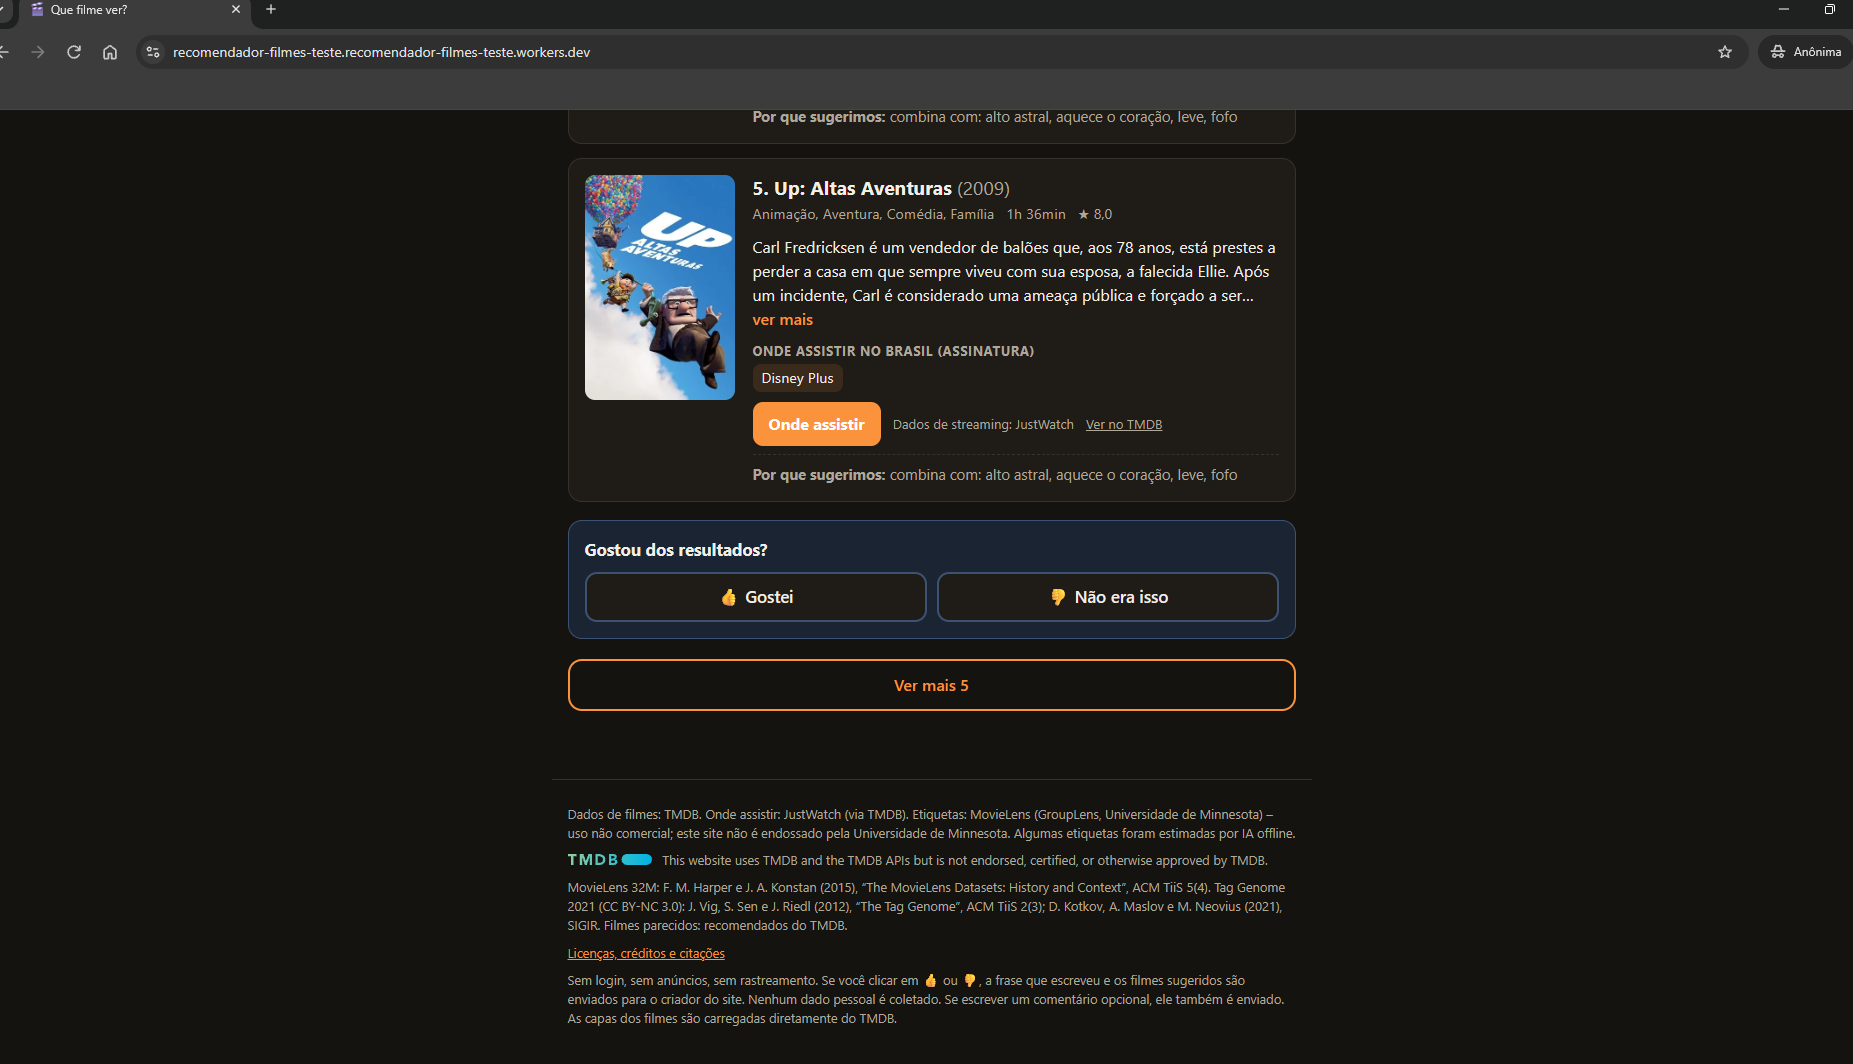 Que filme ver?
recomendador-filmes-teste.recomendador-filmes-teste.workers.dev
Anônima
Por que sugerimos: combina com: alto astral, aquece o coração, leve, fofo
UP
ALTAS
AVENTURAS
5. Up: Altas Aventuras (2009)
Animação, Aventura, Comédia, Família 1h 36min ★ 8,0
Carl Fredricksen é um vendedor de balões que, aos 78 anos, está prestes a
perder a casa em que sempre viveu com sua esposa, a falecida Ellie. Após
um incidente, Carl é considerado uma ameaça pública e forçado a ser...
ver mais
ONDE ASSISTIR NO BRASIL (ASSINATURA)
Disney Plus
Onde assistir Dados de streaming: JustWatch Ver no TMDB
Por que sugerimos: combina com: alto astral, aquece o coração, leve, fofo
Gostou dos resultados?
👍 Gostei
👎 Não era isso
Ver mais 5
Dados de filmes: TMDB. Onde assistir: JustWatch (via TMDB). Etiquetas: MovieLens (GroupLens, Universidade de Minnesota) –
uso não comercial; este site não é endossado pela Universidade de Minnesota. Algumas etiquetas foram estimadas por IA offline.
TMDB This website uses TMDB and the TMDB APIs but is not endorsed, certified, or otherwise approved by TMDB.
MovieLens 32M: F. M. Harper e J. A. Konstan (2015), “The MovieLens Datasets: History and Context”, ACM TiiS 5(4). Tag Genome
2021 (CC BY-NC 3.0): J. Vig, S. Sen e J. Riedl (2012), “The Tag Genome”, ACM TiiS 2(3); D. Kotkov, A. Maslov e M. Neovius (2021),
SIGIR. Filmes parecidos: recomendados do TMDB.
Licenças, créditos e citações
Sem login, sem anúncios, sem rastreamento. Se você clicar em 👍 ou 👎, a frase que escreveu e os filmes sugeridos são
enviados para o criador do site. Nenhum dado pessoal é coletado. Se escrever um comentário opcional, ele também é enviado.
As capas dos filmes são carregadas diretamente do TMDB.